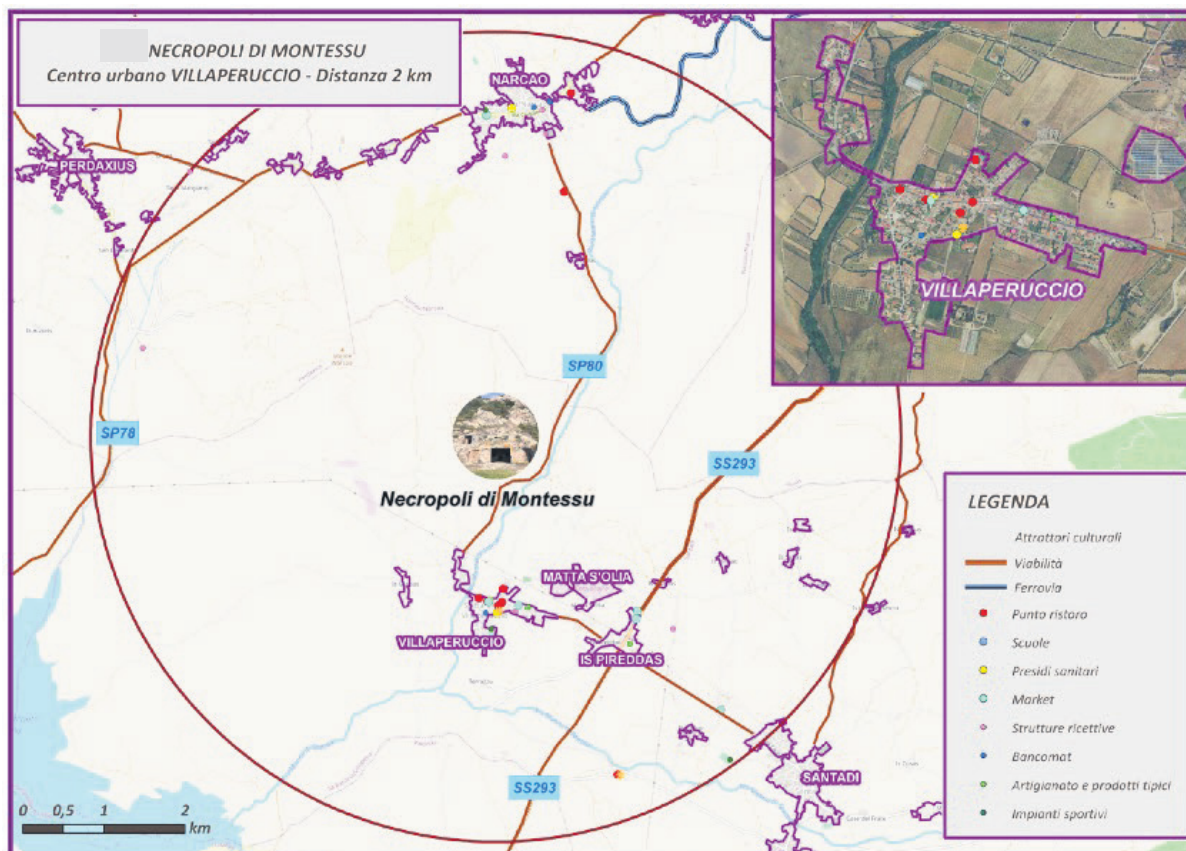 NECROPOLI DI MONTESSU
Centro urbano VILLAPERUCCIO - Distanza 2 km
NARCAO
PERDAXIUS
VILLAPERUCCIO
SP80
SP78
SS293
Necropoli di Montessu
MATTA S'OLIA
VILLAPERUCCIO
IS PIREDDAS
SANTADI
SS293
0 0,5 1 2
km
LEGENDA
Attrattori culturali
Viabilità
Ferrovia
Punto ristoro
Scuole
Presidi sanitari
Market
Strutture ricettive
Bancomat
Artigianato e prodotti tipici
Impianti sportivi